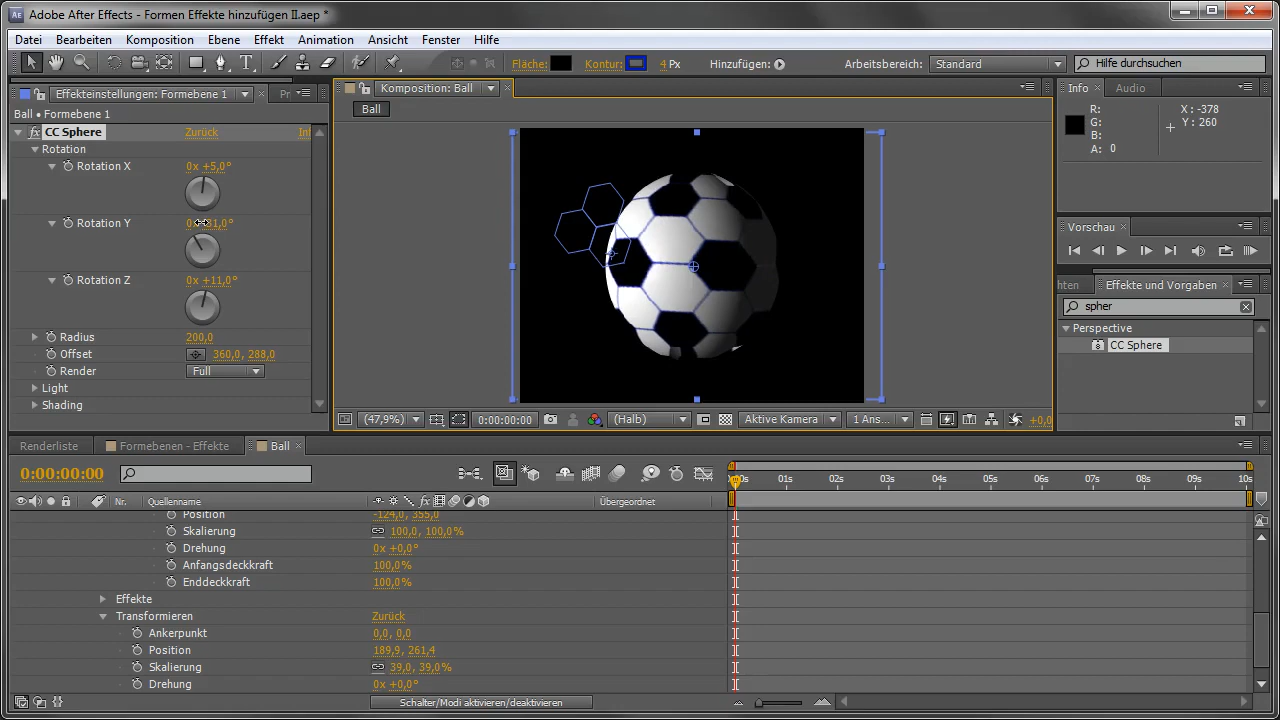 Adobe After Effects - Formen Effekte hinzufügen II.aep *
Datei Bearbeiten Komposition Ebene Effekt Animation Ansicht Fenster Hilfe
Fläche: Kontur: 4 Px Hinzufügen: Arbeitsbereich: Standard Hilfe durchsuchen
Effekteinstellungen: Formebene 1 Pr
Ball • Formebene 1
fx CC Sphere Zurück
Rotation
Rotation X 0x +5,0°
Rotation Y
Rotation Z 0x +11,0°
Radius 200,0
Offset 360,0, 288,0
Render Full
Light
Shading
Komposition: Ball
Ball
(47,9%) 0:00:00:00 (Halb) Aktive Kamera 1 Ans... +0,0
Info Audio
R: X : -378
G: Y : 260
B:
A: 0
Vorschau
hten Effekte und Vorgaben
spher
Perspective
CC Sphere
Renderliste Formebenen - Effekte Ball
0:00:00:00
Nr. Quellenname fx Übergeordnet
00s 01s 02s 03s 04s 05s 06s 07s 08s 09s 10s
Position -124,0, 355,0
Skalierung 100,0, 100,0%
Drehung 0x +0,0°
Anfangsdeckkraft 100,0%
Enddeckkraft 100,0%
Effekte
Transformieren Zurück
Ankerpunkt 0,0, 0,0
Position 189,9, 261,4
Skalierung 39,0, 39,0%
Drehung 0x +0,0°
Schalter/Modi aktivieren/deaktivieren